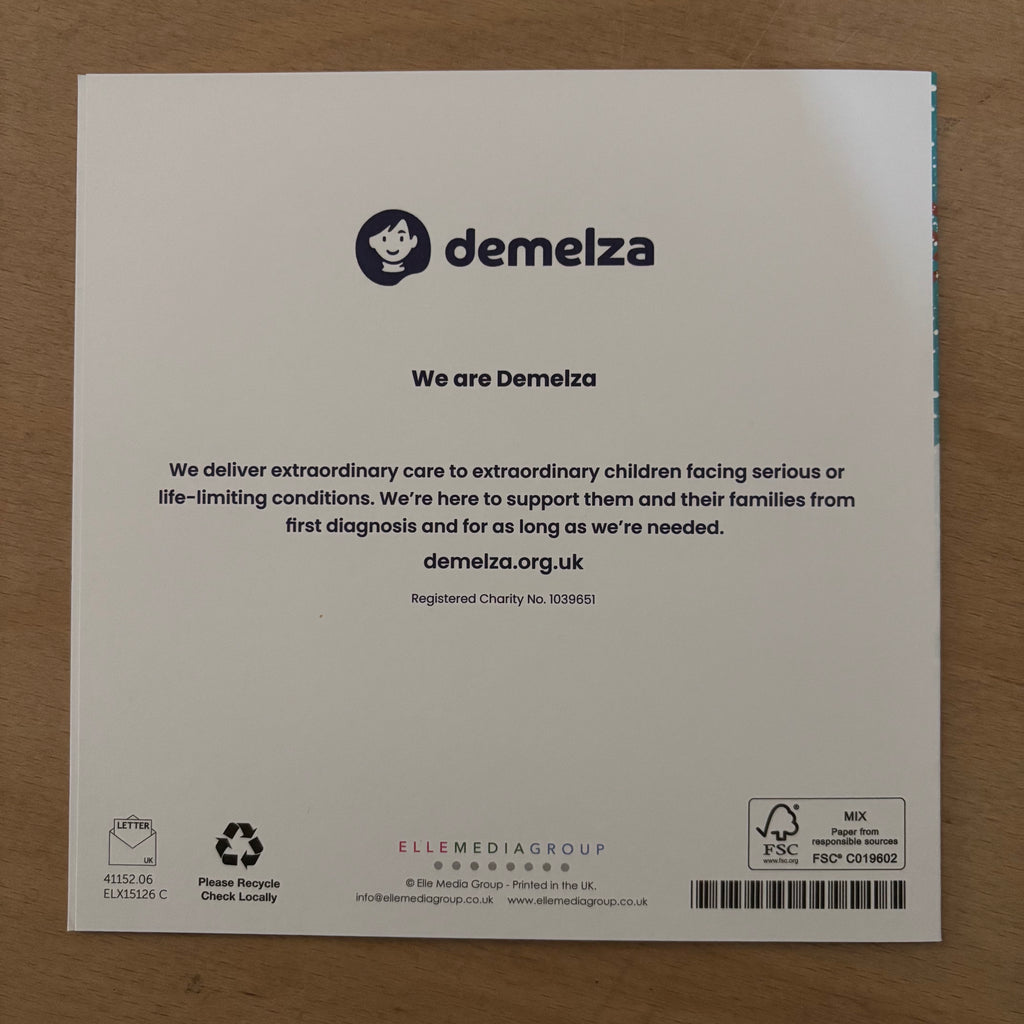 demelza
We are Demelza
We deliver extraordinary care to extraordinary children facing serious or
life-limiting conditions. We're here to support them and their families from
first diagnosis and for as long as we're needed.
demelza.org.uk
Registered Charity No. 1039651
LETTER
UK
41152.06
ELX15126 C
Please Recycle
Check Locally
ELLEMEDIAGROUP
© Elle Media Group - Printed in the UK.
info@ellemediagroup.co.uk www.ellemediagroup.co.uk
FSC
www.fsc.org
MIX
Paper from
responsible sources
FSC® C019602